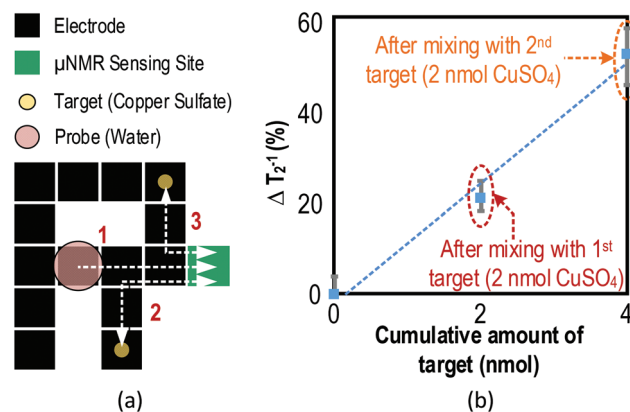 Electrode
μNMR Sensing Site
Target (Copper Sulfate)
Probe (Water)
1
3
2
(a)
60
40
20
0
Δ T₂⁻¹ (%)
After mixing with 2nd
target (2 nmol CuSO₄)
After mixing with 1st
target (2 nmol CuSO₄)
0 2 4
Cumulative amount of
target (nmol)
(b)